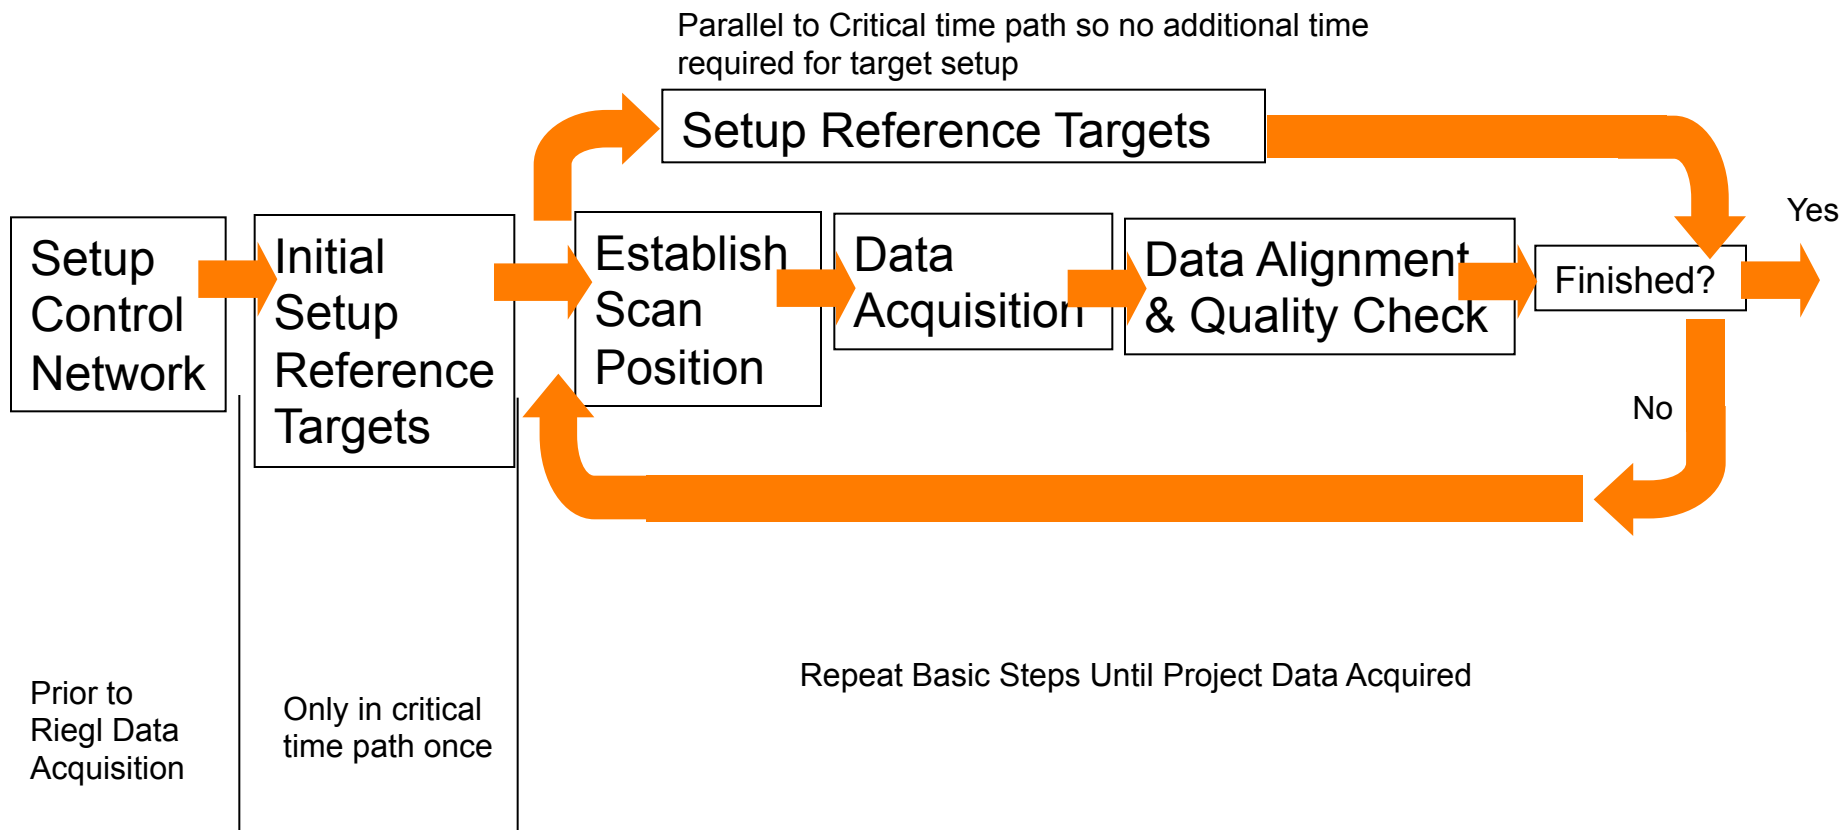 Parallel to Critical time path so no additional time
required for target setup
Setup Reference Targets
Setup
Control
Network
Initial
Setup
Reference
Targets
Establish
Scan
Position
Data
Acquisition
Data Alignment
& Quality Check
Finished?
Yes
No
Prior to
Riegl Data
Acquisition
Only in critical
time path once
Repeat Basic Steps Until Project Data Acquired